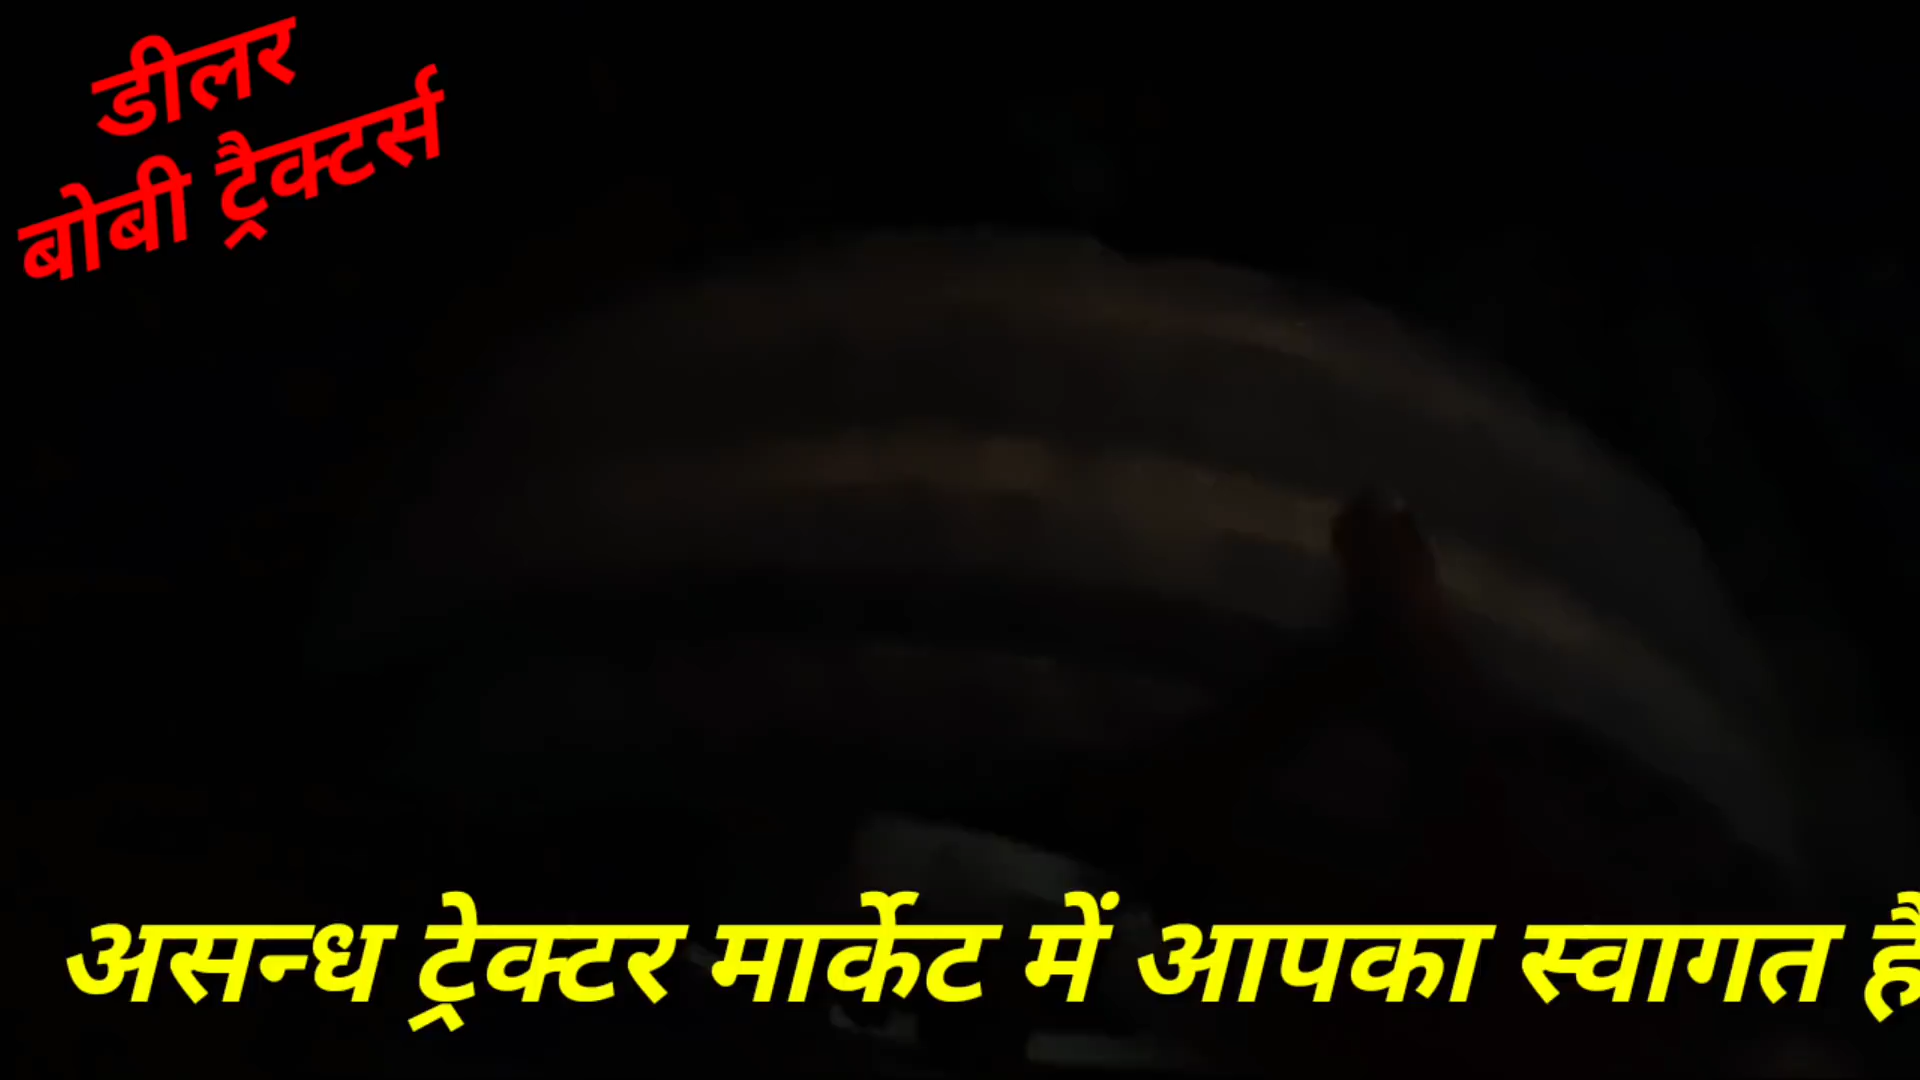 डीलर
बोबी ट्रैक्टर्स
असन्ध ट्रेक्टर मार्केट में आपका स्वागत है